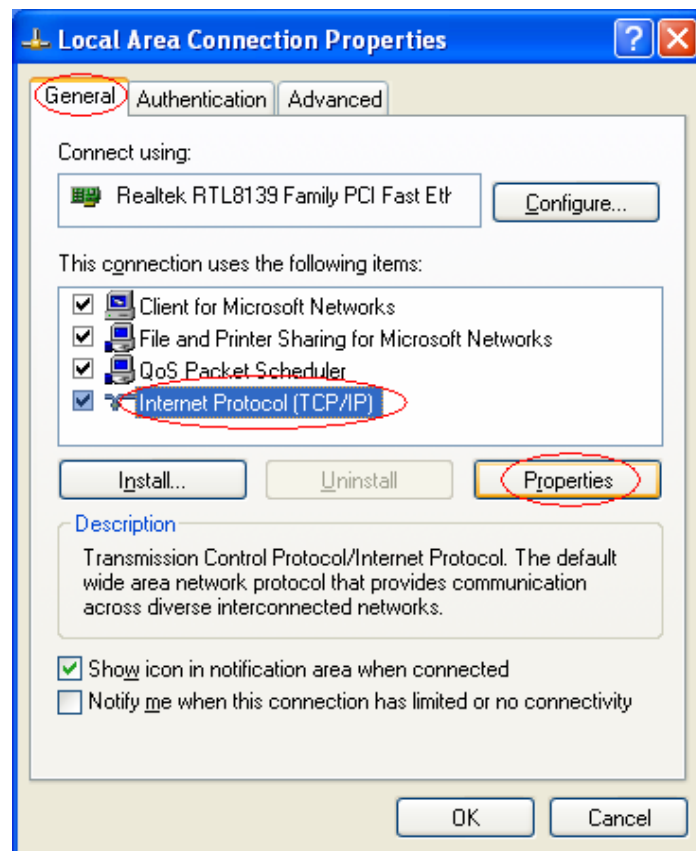 Local Area Connection Properties
General Authentication Advanced
Connect using:
Realtek RTL8139 Family PCI Fast Eth
Configure...
This connection uses the following items:
Client for Microsoft Networks
File and Printer Sharing for Microsoft Networks
QoS Packet Scheduler
Internet Protocol (TCP/IP)
Install... Uninstall Properties
Description
Transmission Control Protocol/Internet Protocol. The default
wide area network protocol that provides communication
across diverse interconnected networks.
Show icon in notification area when connected
Notify me when this connection has limited or no connectivity
OK Cancel